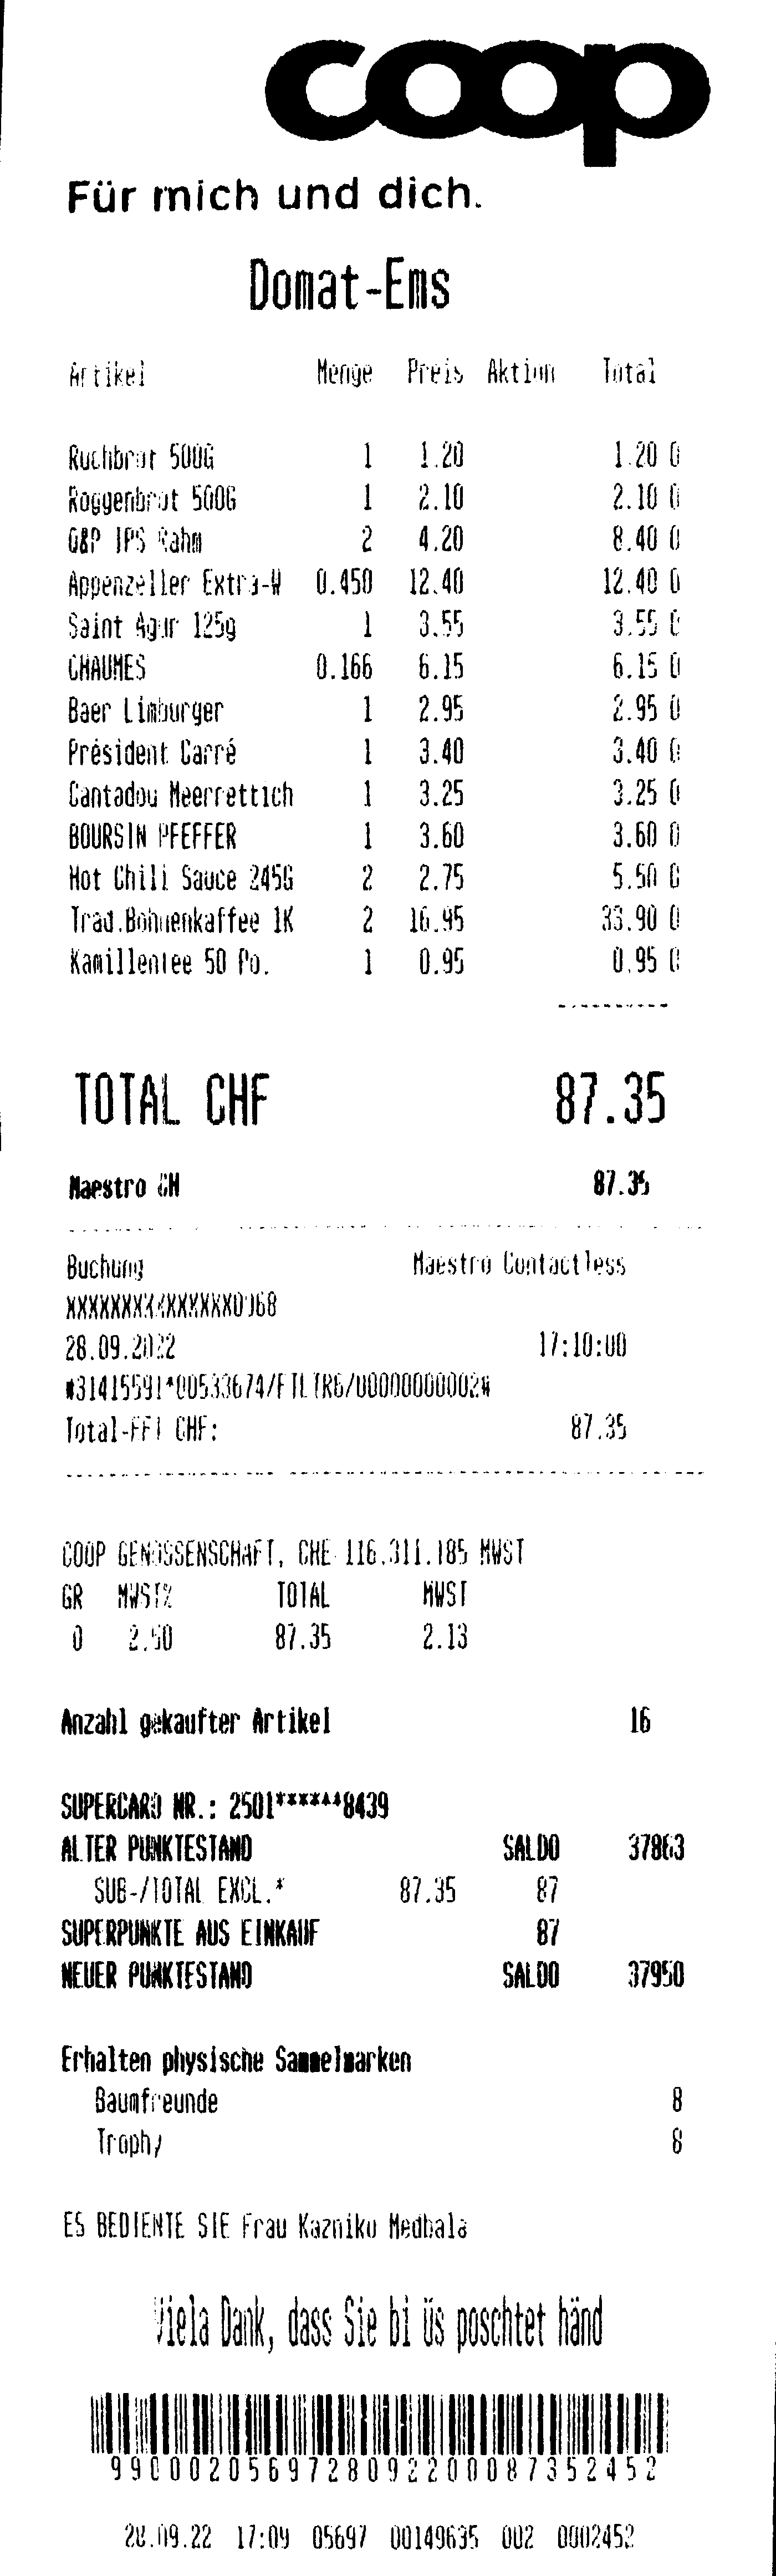 coop
Für mich und dich.
Domat-Ems
Artikel Menge Preis Aktion Total
Ruchbrot 500G 1 1.20 1.20 0
Roggenbrot 500G 1 2.10 2.10 0
Q&P IPS Rahm 2 4.20 8.40 0
Appenzeller Extra-W 0.450 12.40 12.40 0
Saint Agur 125g 1 3.55 3.55 0
CHAUMES 0.166 6.15 6.15 0
Baer Limburger 1 2.95 2.95 0
Président Carré 1 3.40 3.40 0
Cantadou Meerrettich 1 3.25 3.25 0
BOURSIN PFEFFER 1 3.60 3.60 0
Hot Chili Sauce 245G 2 2.75 5.50 0
Trad.Bohnenkaffee 1K 2 16.95 33.90 0
Kamillentee 50 Po. 1 0.95 0.95 0
TOTAL CHF 87.35
Maestro CH 87.35
Buchung Maestro Contactless
28.09.2022 17:10:00
Total-EFT CHF: 87.35
COOP GENOSSENSCHAFT, CHE-116.311.185 MWST
GR MWST% TOTAL MWST
0 2.50 87.35 2.13
Anzahl gekaufter Artikel 16
SUPERCARD NR.: 2501******8439
ALTER PUNKTESTAND SALDO 37863
SUB-/TOTAL EXCL.* 87.35 87
SUPERPUNKTE AUS EINKAUF 87
NEUER PUNKTESTAND SALDO 37950
Erhalten physische Sammelmarken
Baumfreunde 8
Trophy 8
ES BEDIENTE SIE Frau Kazniku Medbala
Viela Dank, dass Sie bi üs poschtet händ
9900020569728092200087352452
28.09.22 17:09 05697 00149635 002 0002452